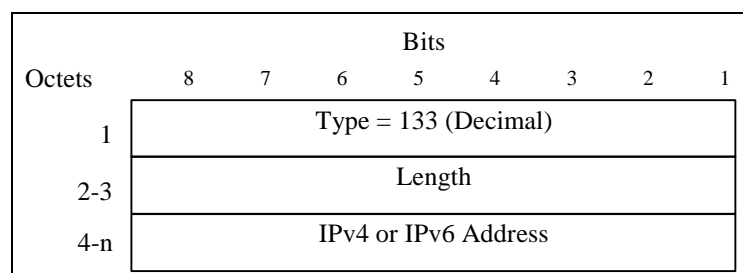 Bits
Octets 8 7 6 5 4 3 2 1
1 Type = 133 (Decimal)
2-3 Length
4-n IPv4 or IPv6 Address